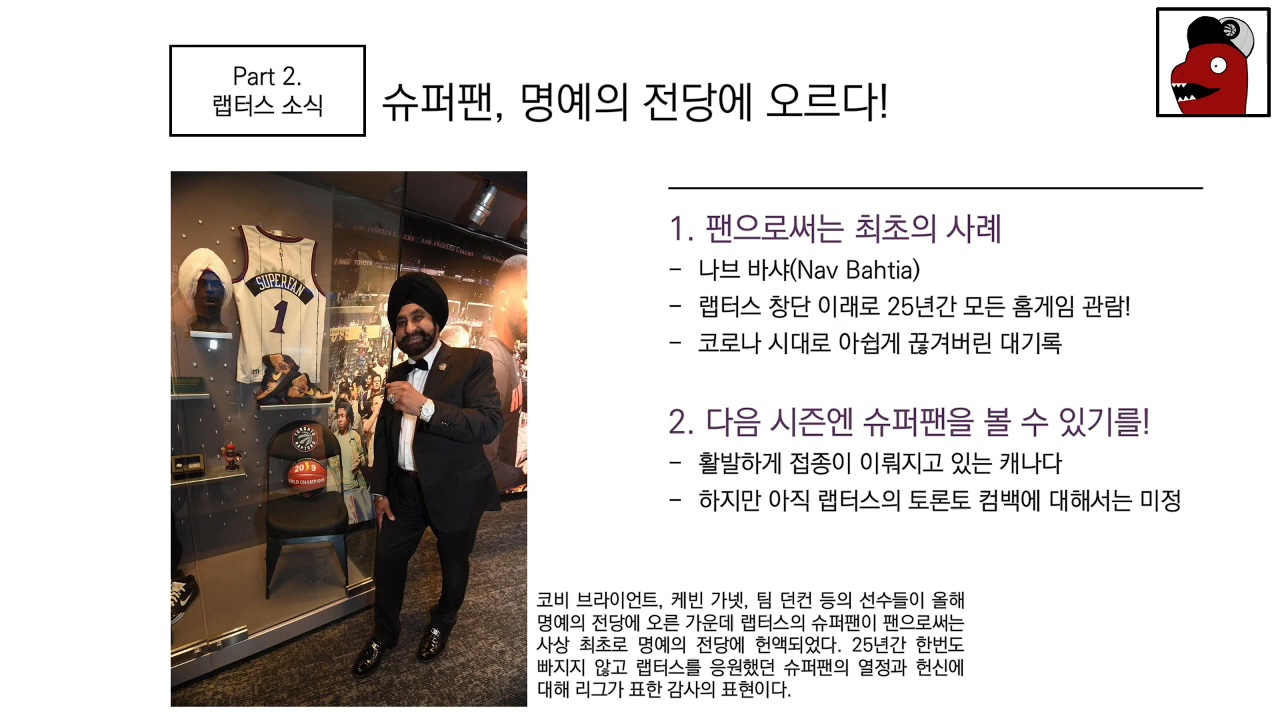 Part 2.
랩터스 소식
슈퍼팬, 명예의 전당에 오르다!
LOS ANGELES LAKERS
TOYOTA
SUPERFAN
1
TORONTO
RAPTORS
2019
WORLD CHAMPIONS
1. 팬으로써는 최초의 사례
- 나브 바샤(Nav Bahtia)
- 랩터스 창단 이래로 25년간 모든 홈게임 관람!
- 코로나 시대로 아쉽게 끊겨버린 대기록
2. 다음 시즌엔 슈퍼팬을 볼 수 있기를!
- 활발하게 접종이 이뤄지고 있는 캐나다
- 하지만 아직 랩터스의 토론토 컴백에 대해서는 미정
코비 브라이언트, 케빈 가넷, 팀 던컨 등의 선수들이 올해
명예의 전당에 오른 가운데 랩터스의 슈퍼팬이 팬으로써는
사상 최초로 명예의 전당에 헌액되었다. 25년간 한번도
빠지지 않고 랩터스를 응원했던 슈퍼팬의 열정과 헌신에
대해 리그가 표한 감사의 표현이다.